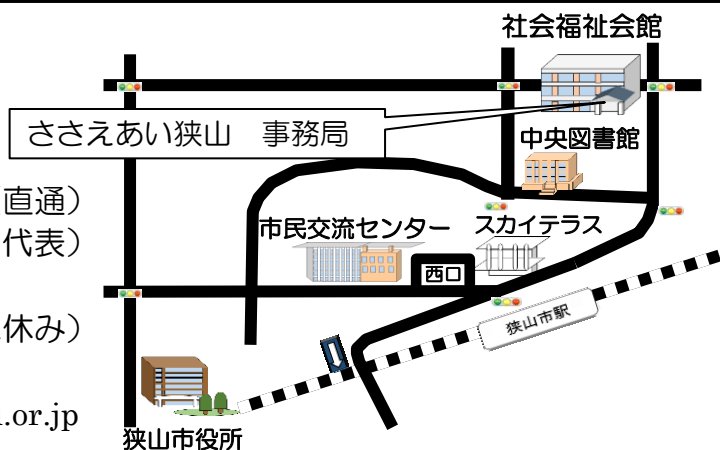 社会福祉会館
ささえあい狭山　事務局
中央図書館
直通）
代表）
市民交流センター
スカイテラス
西口
休み）
狭山市駅
.or.jp
狭山市役所